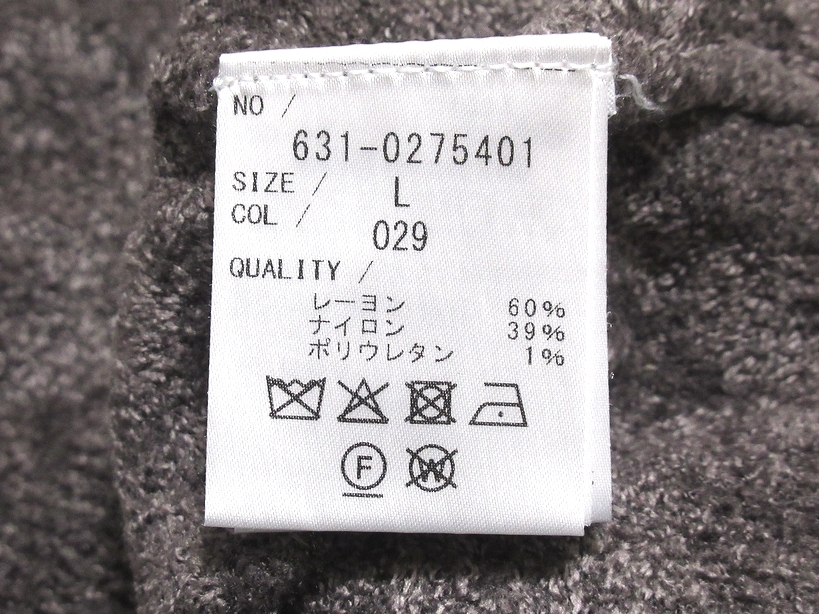 NO /
631-0275401
SIZE / L
COL /
029
QUALITY /
レーヨン 60%
ナイロン 39%
ポリウレタン 1%
F W